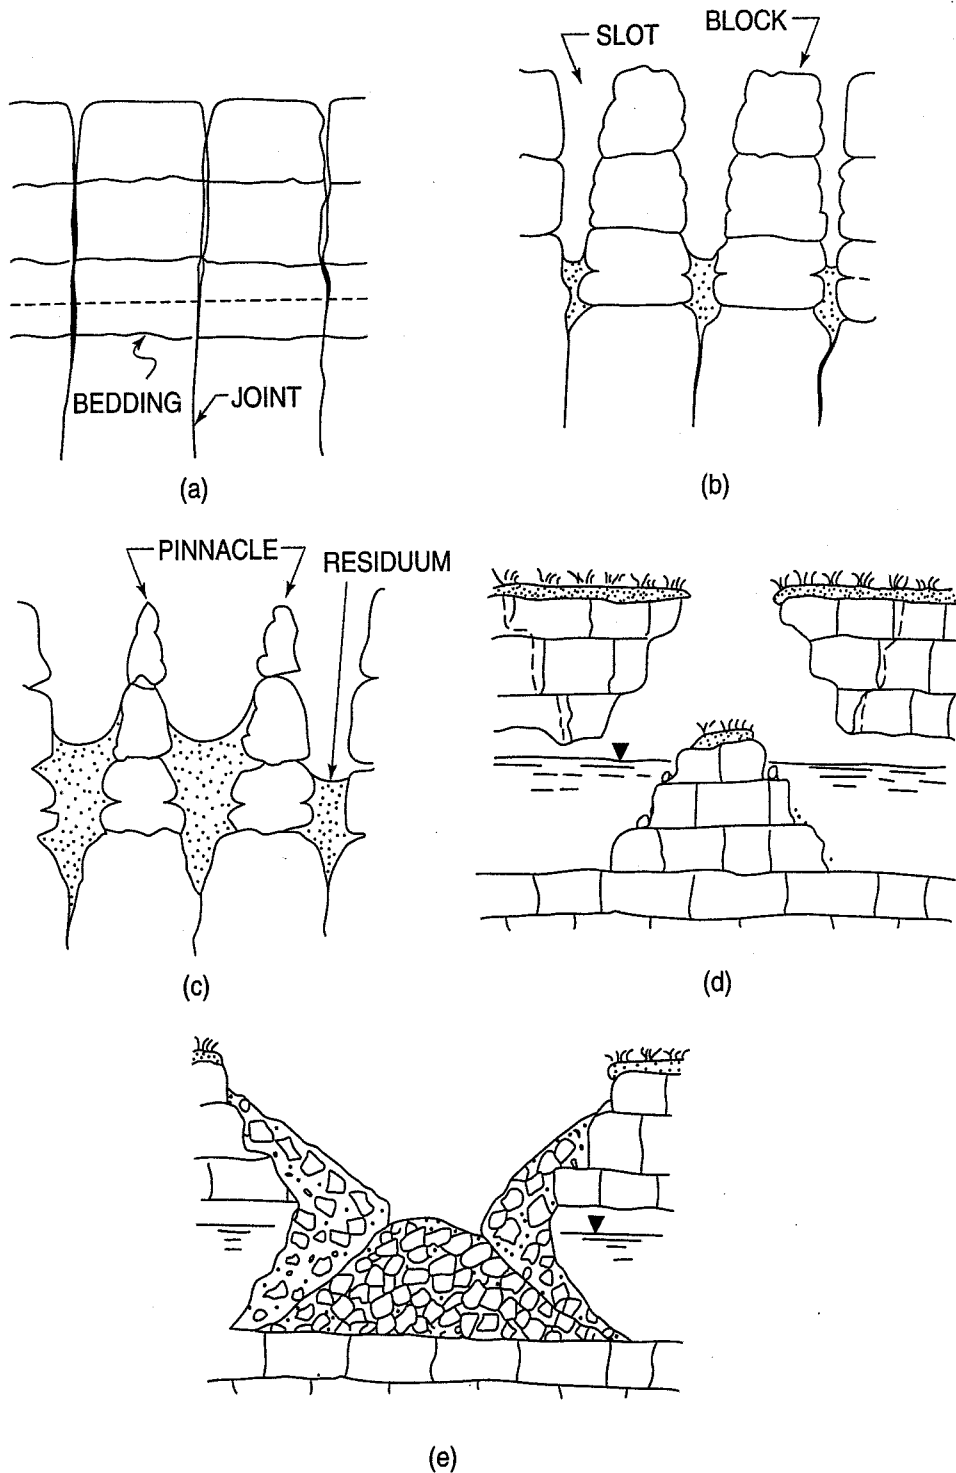 SLOT
BLOCK
BEDDING
JOINT
(a)
(b)
PINNACLE
RESIDUUM
(c)
(d)
(e)